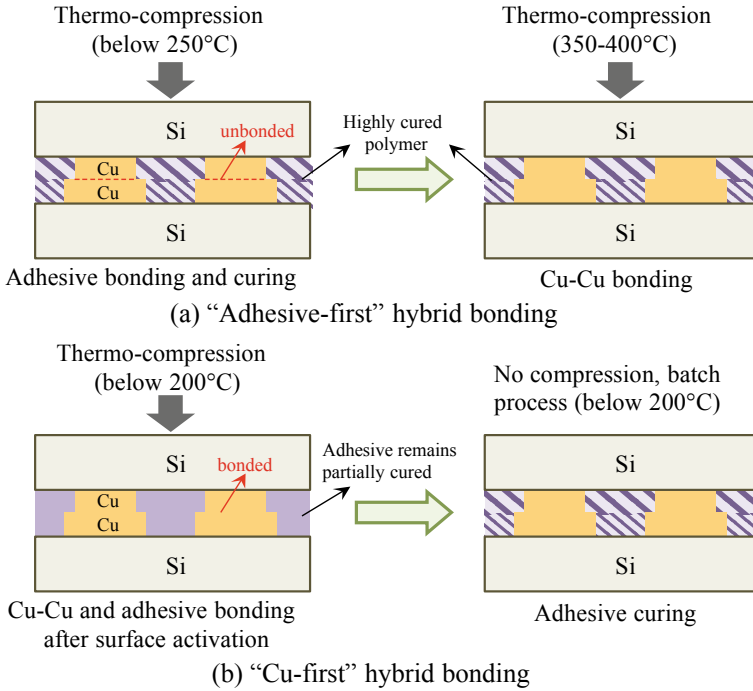 Thermo-compression
(below 250°C)
Thermo-compression
(350-400°C)
Si
Si
unbonded
Highly cured
polymer
Cu
Cu
Si
Si
Adhesive bonding and curing
Cu-Cu bonding
(a) “Adhesive-first” hybrid bonding
Thermo-compression
(below 200°C)
No compression, batch
process (below 200°C)
Si
Si
bonded
Adhesive remains
partially cured
Cu
Cu
Si
Si
Cu-Cu and adhesive bonding
after surface activation
Adhesive curing
(b) “Cu-first” hybrid bonding